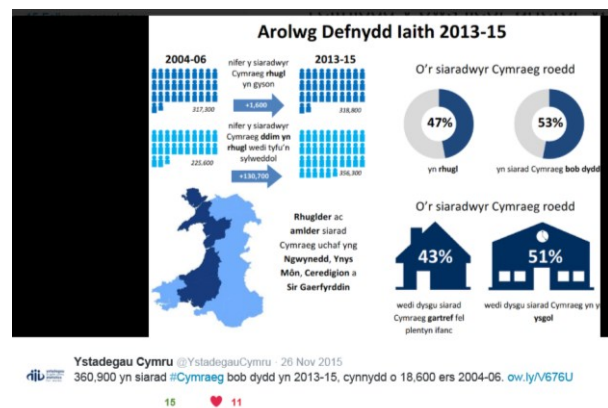 Arolwg Defnydd Iaith 2013-15
2004-06
317,300
nifer y siaradwyr
Cymraeg rhugl
yn gyson
+1,600
2013-15
318,800
225,600
nifer y siaradwyr
Cymraeg ddim yn
rhugl wedi tyfu'n
sylweddol
+130,700
356,300
Rhuglder ac
amlder siarad
Cymraeg uchaf yng
Ngwynedd, Ynys
Môn, Ceredigion a
Sir Gaerfyrddin
O'r siaradwyr Cymraeg roedd
47%
yn rhugl
53%
yn siarad Cymraeg bob dydd
O'r siaradwyr Cymraeg roedd
43%
wedi dysgu siarad
Cymraeg gartref fel
plentyn ifanc
51%
wedi dysgu siarad Cymraeg yn y
ysgol
Ystadegau Cymru @YstadegauCymru · 26 Nov 2015
360,900 yn siarad #Cymraeg bob dydd yn 2013-15, cynnydd o 18,600 ers 2004-06. ow.ly/V676U
15 11